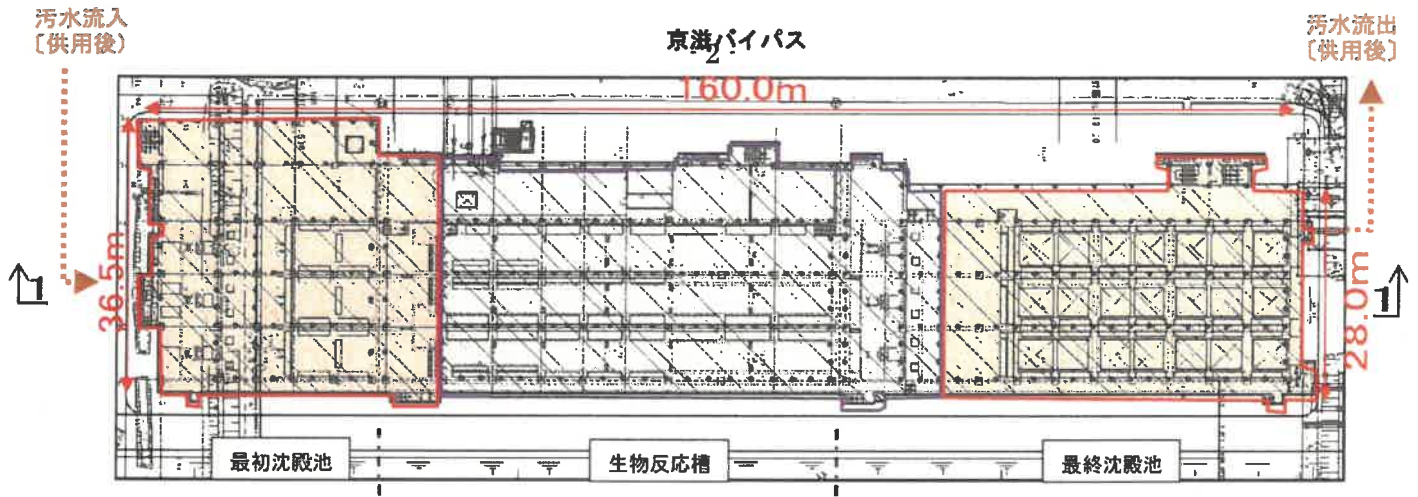 汚水流入
〔供用後〕
京滋バイパス
2
汚水流出
〔供用後〕
160.0m
36.5m
28.0m
1
1
最初沈殿池
生物反応槽
最終沈殿池